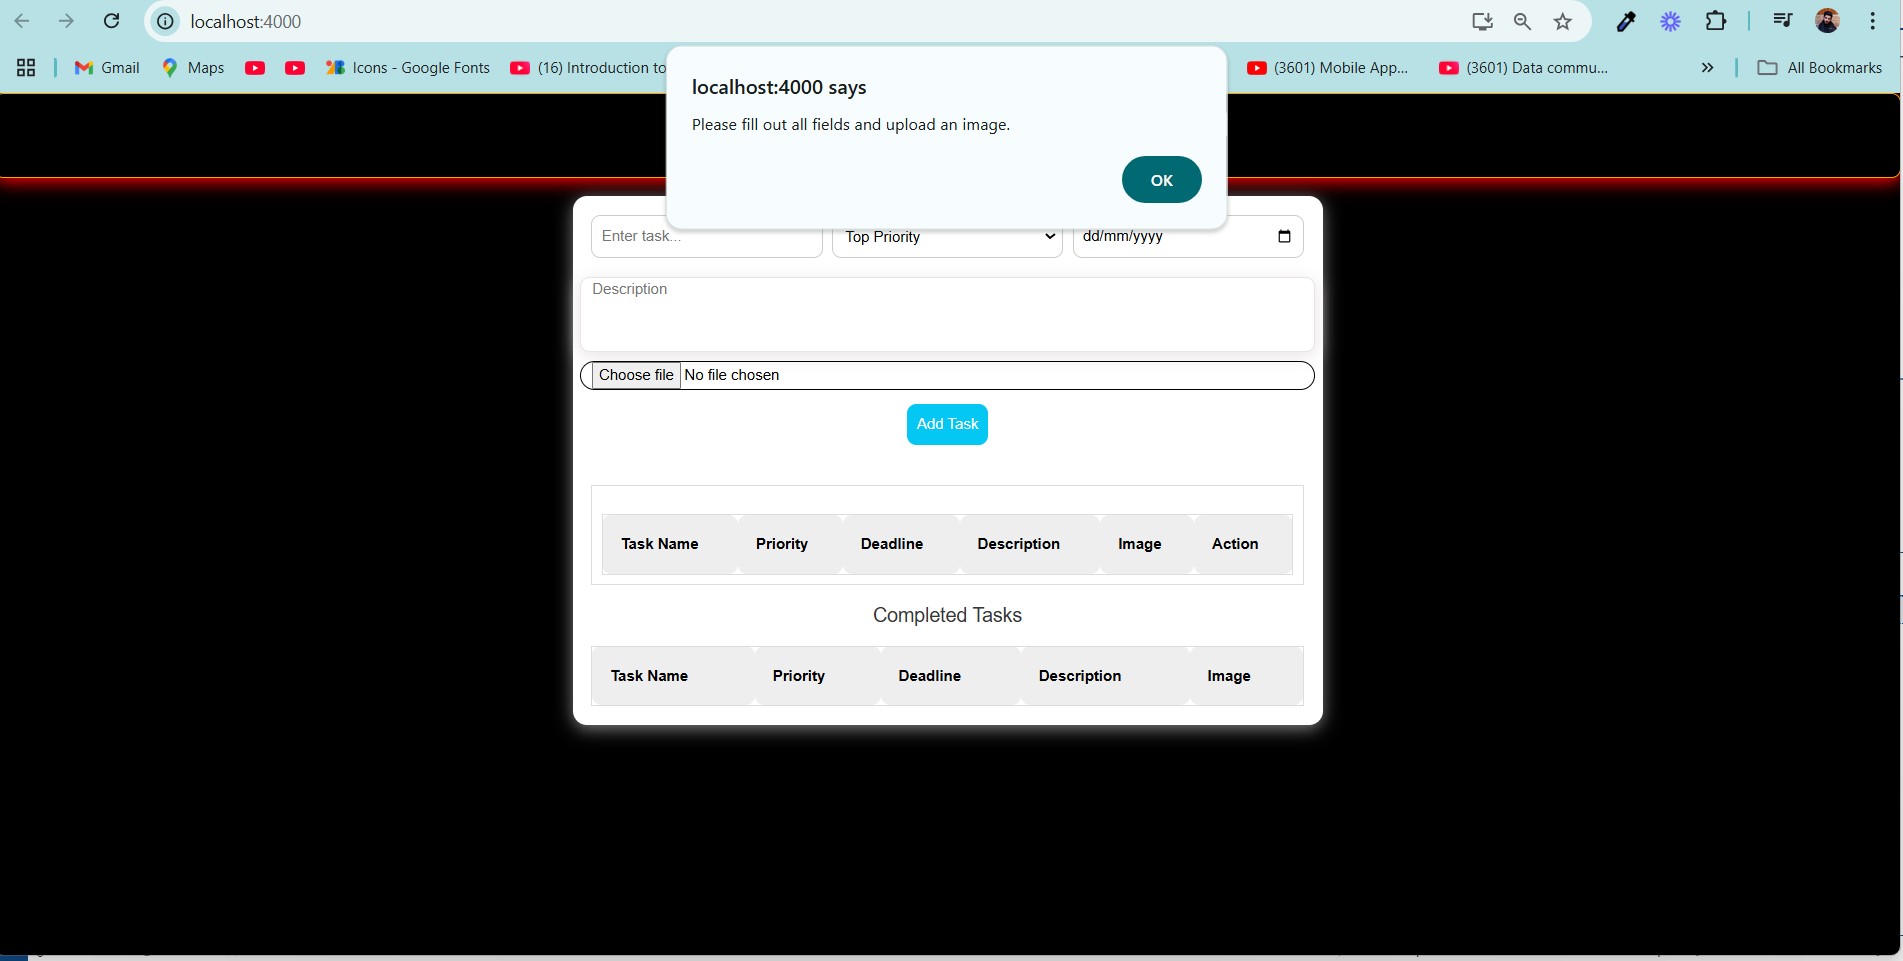 localhost:4000
Gmail
Maps
Icons - Google Fonts
(16) Introduction to
(3601) Mobile App...
(3601) Data commu...
»
All Bookmarks
localhost:4000 says
Please fill out all fields and upload an image.
OK
Enter task...
Top Priority
dd/mm/yyyy
Description
Choose file No file chosen
Add Task
Task Name Priority Deadline Description Image Action
Completed Tasks
Task Name Priority Deadline Description Image